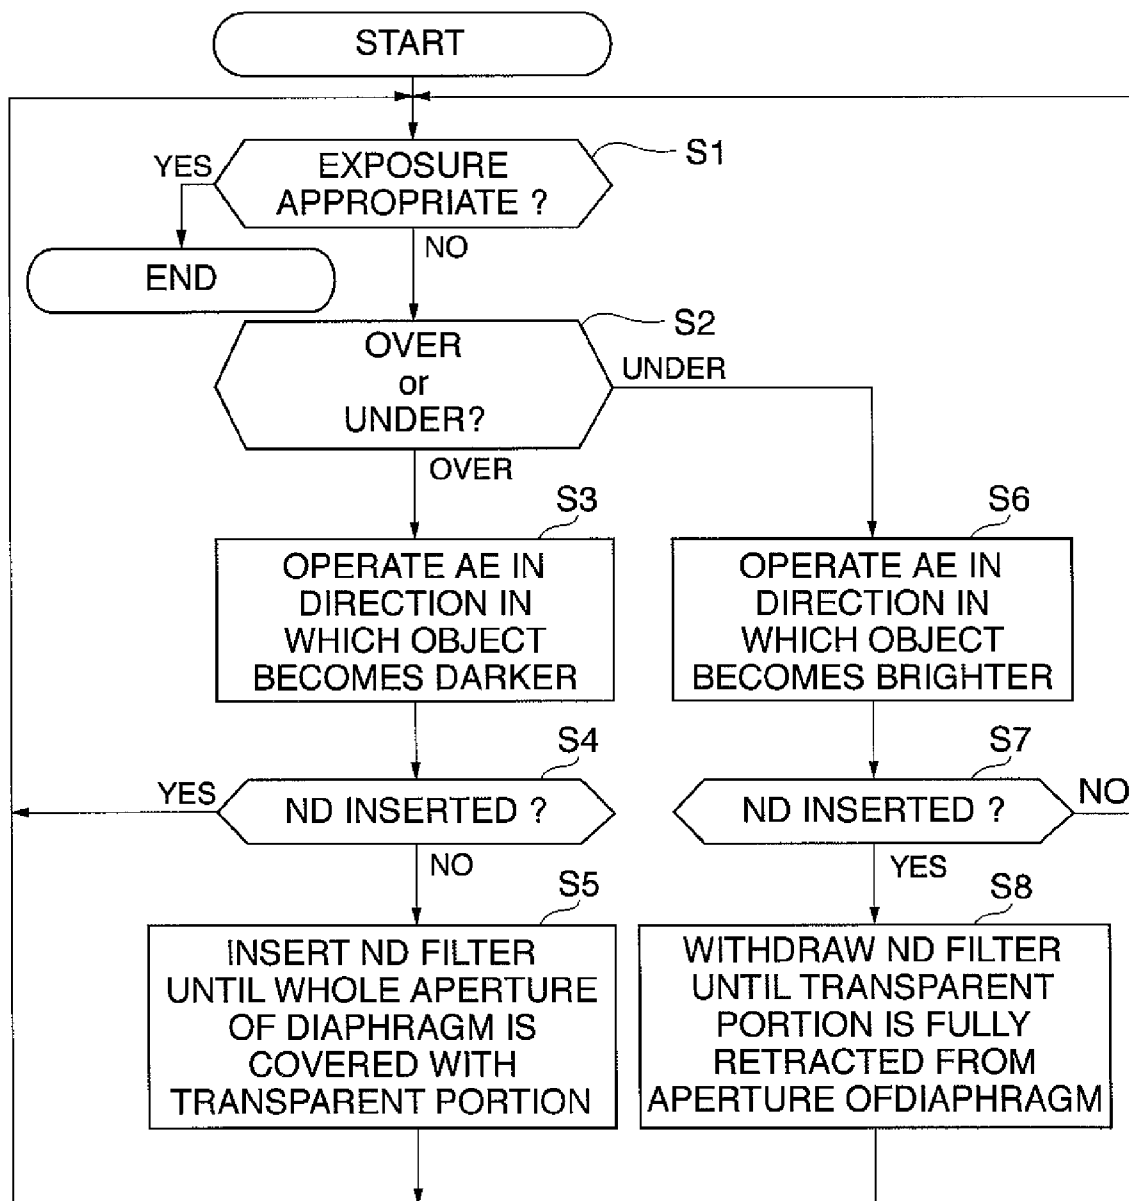 START
S1
YES
EXPOSURE
APPROPRIATE ?
NO
END
S2
OVER
or
UNDER?
UNDER
OVER
S3
OPERATE AE IN
DIRECTION IN
WHICH OBJECT
BECOMES DARKER
S6
OPERATE AE IN
DIRECTION IN
WHICH OBJECT
BECOMES BRIGHTER
S4
YES
ND INSERTED ?
NO
S7
ND INSERTED ?
NO
YES
S5
INSERT ND FILTER
UNTIL WHOLE APERTURE
OF DIAPHRAGM IS
COVERED WITH
TRANSPARENT PORTION
S8
WITHDRAW ND FILTER
UNTIL TRANSPARENT
PORTION IS FULLY
RETRACTED FROM
APERTURE OFDIAPHRAGM